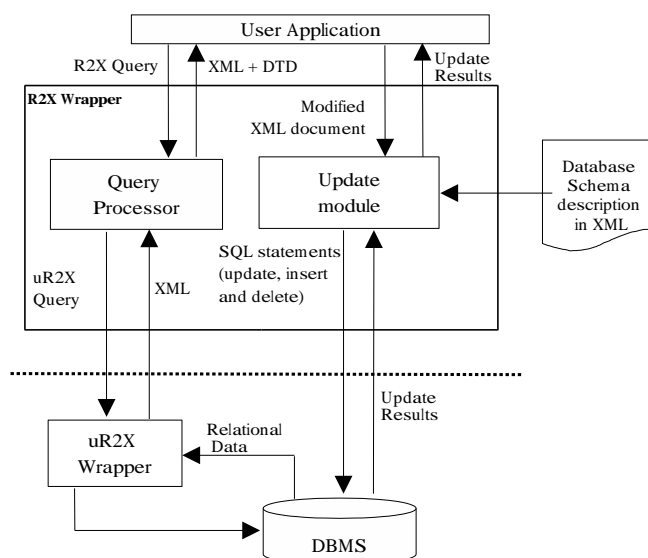 User Application
R2X Query
XML + DTD
Update
Results
R2X Wrapper
Modified
XML document
Query
Processor
Update
module
Database
Schema
description
in XML
SQL statements
(update, insert
and delete)
uR2X
Query
XML
Update
Results
uR2X
Wrapper
Relational
Data
DBMS